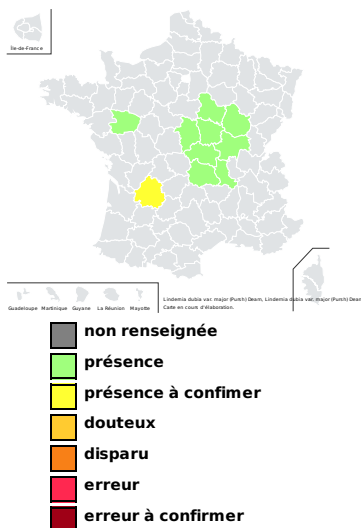 Île-de-France
Guadeloupe Martinique Guyane La Réunion Mayotte
Lindernia dubia var. major (Pursh) Deam, Lindernia dubia var. major (Pursh) Deam
Carte en cours d'élaboration.
non renseignée
présence
présence à confimer
douteux
disparu
erreur
erreur à confirmer